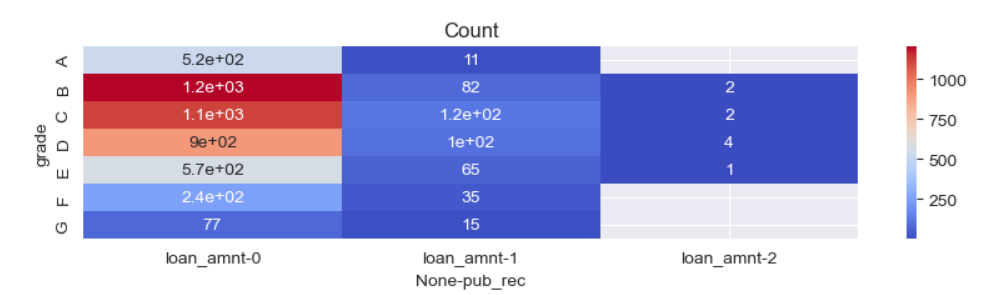 Count
A 5.2e+02 11
B 1.2e+03 82 2 1000
C 1.1e+03 1.2e+02 2 750
D 9e+02 1e+02 4
E 5.7e+02 65 1 500
F 2.4e+02 35 250
G 77 15
grade
loan_amnt-0 loan_amnt-1 loan_amnt-2
None-pub_rec